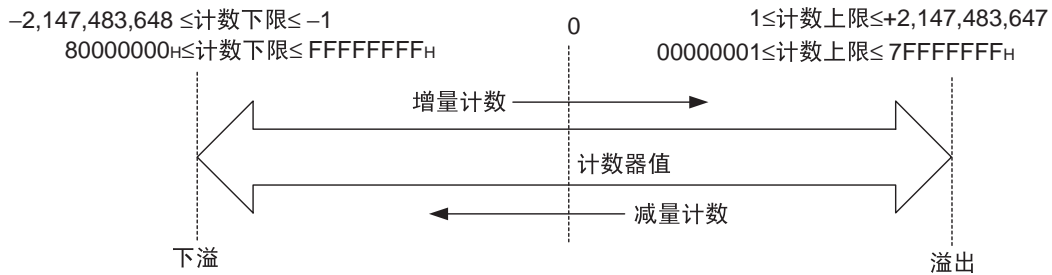 –2,147,483,648 ≤计数下限≤ –1
80000000H≤计数下限≤ FFFFFFFFH
0
1≤计数上限≤+2,147,483,647
00000001≤计数上限≤ 7FFFFFFFH
增量计数
计数器值
减量计数
下溢
溢出